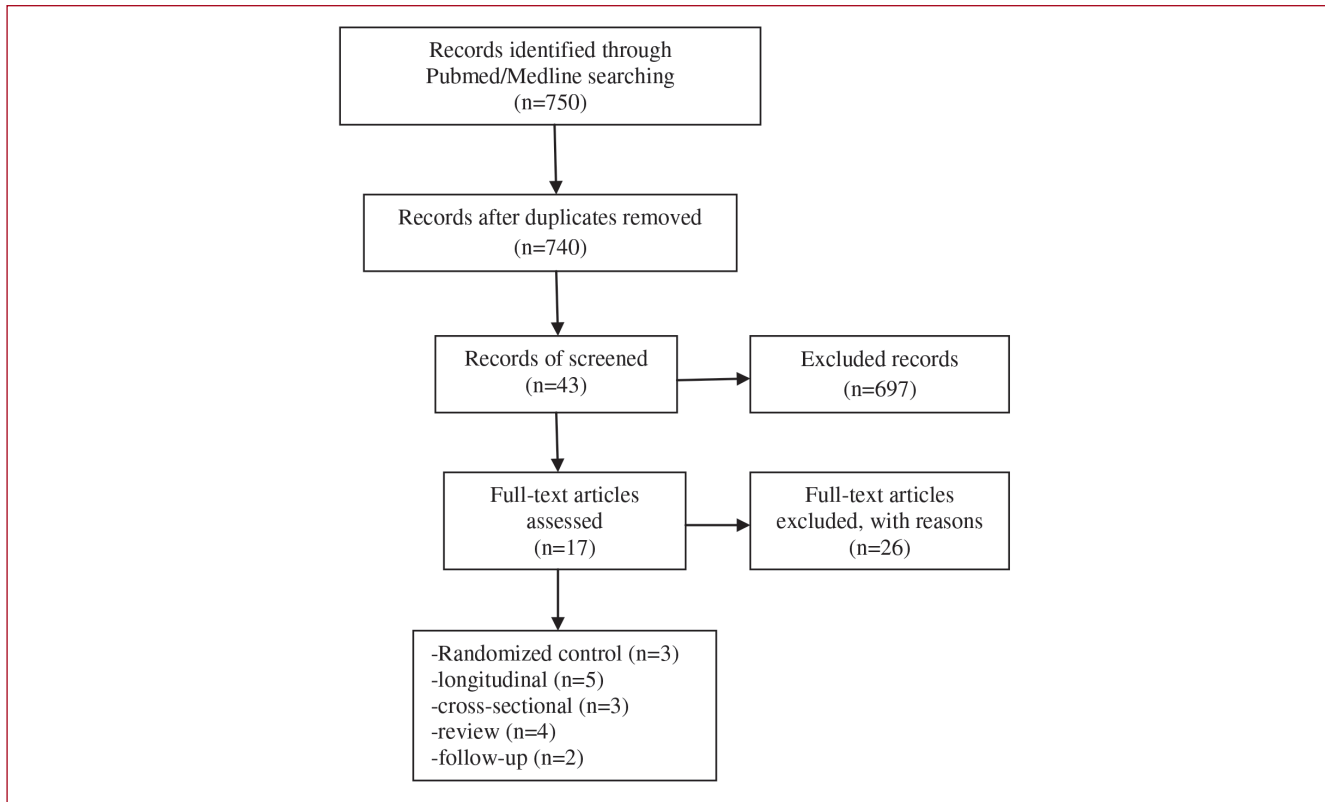 Records identified through
Pubmed/Medline searching
(n=750)
Records after duplicates removed
(n=740)
Records of screened
(n=43)
Excluded records
(n=697)
Full-text articles
assessed
(n=17)
Full-text articles
excluded, with reasons
(n=26)
-Randomized control (n=3)
-longitudinal (n=5)
-cross-sectional (n=3)
-review (n=4)
-follow-up (n=2)